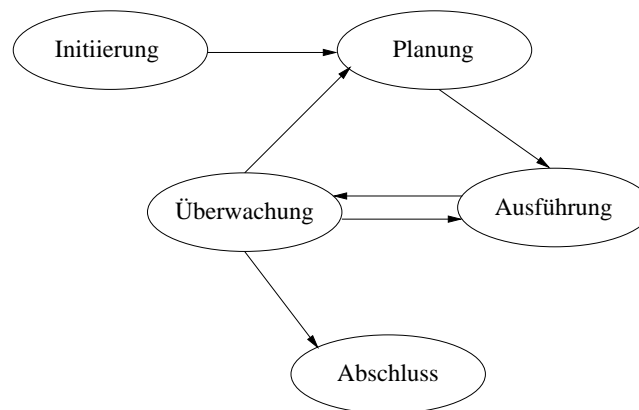 Initiierung
Planung
Überwachung
Ausführung
Abschluss